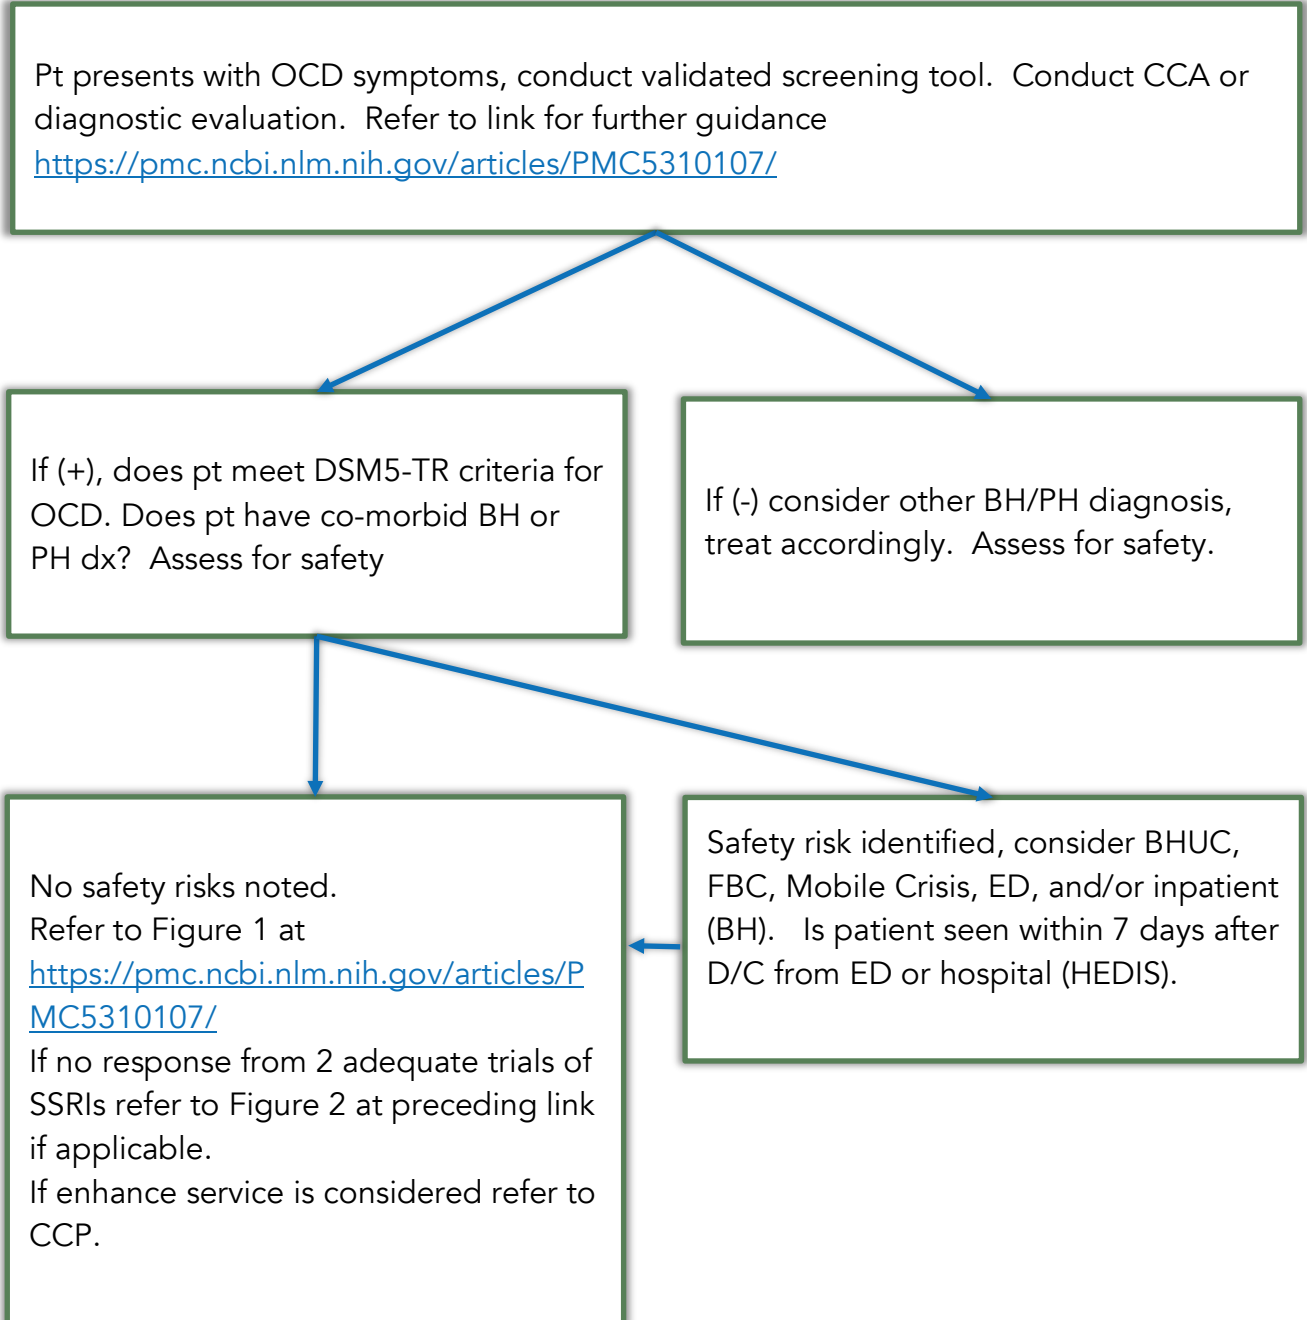 Pt presents with OCD symptoms, conduct validated screening tool.  Conduct CCA or
diagnostic evaluation.  Refer to link for further guidance
https://pmc.ncbi.nlm.nih.gov/articles/PMC5310107/
If (+), does pt meet DSM5-TR criteria for
OCD. Does pt have co-morbid BH or
PH dx?  Assess for safety
If (-) consider other BH/PH diagnosis,
treat accordingly.  Assess for safety.
No safety risks noted.
Refer to Figure 1 at
https://pmc.ncbi.nlm.nih.gov/articles/P
MC5310107/
If no response from 2 adequate trials of
SSRIs refer to Figure 2 at preceding link
if applicable.
If enhance service is considered refer to
CCP.
Safety risk identified, consider BHUC,
FBC, Mobile Crisis, ED, and/or inpatient
(BH).   Is patient seen within 7 days after
D/C from ED or hospital (HEDIS).